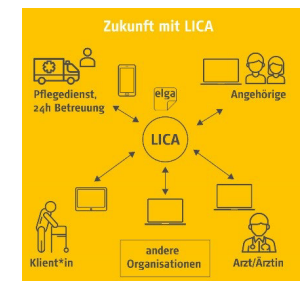 Zukunft mit LICA
elga
Pflegedienst,
24h Betreuung
Angehörige
LICA
Klient*in
andere
Organisationen
Arzt/Ärztin